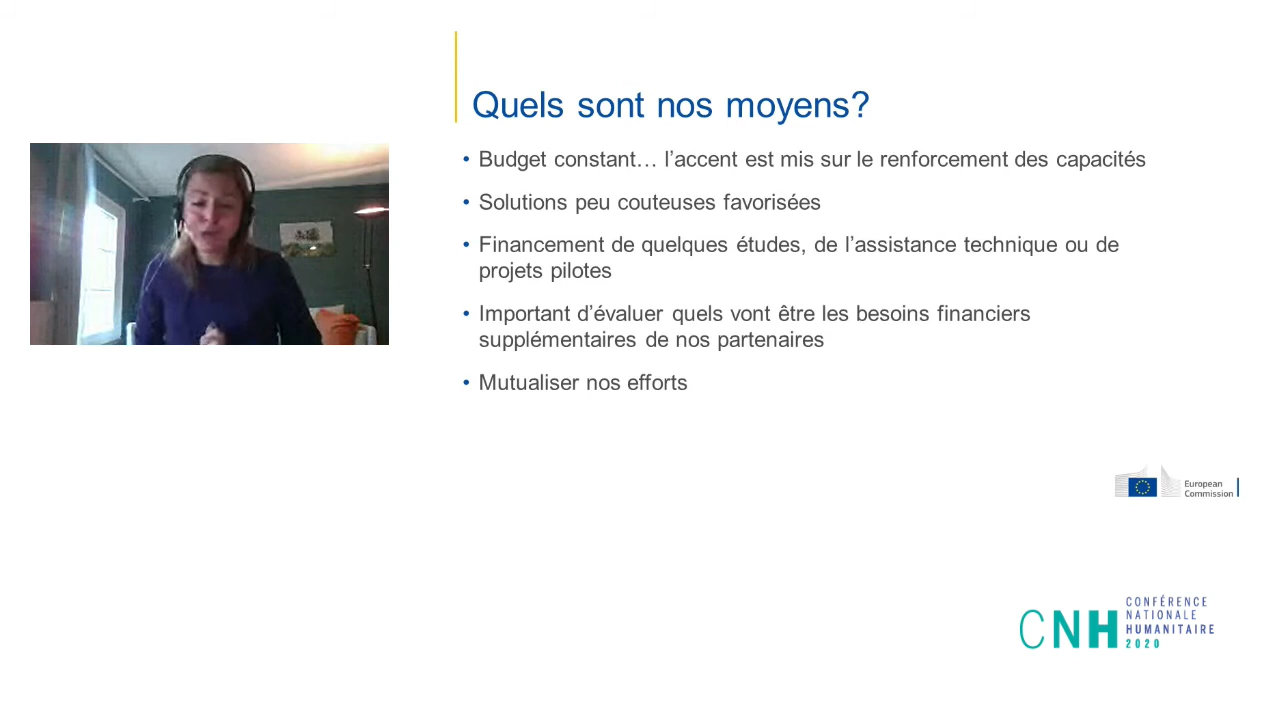 Quels sont nos moyens?
• Budget constant… l’accent est mis sur le renforcement des capacités
• Solutions peu couteuses favorisées
• Financement de quelques études, de l’assistance technique ou de
projets pilotes
• Important d’évaluer quels vont être les besoins financiers
supplémentaires de nos partenaires
• Mutualiser nos efforts
European
Commission
CNH
CONFÉRENCE
NATIONALE
HUMANITAIRE
2020